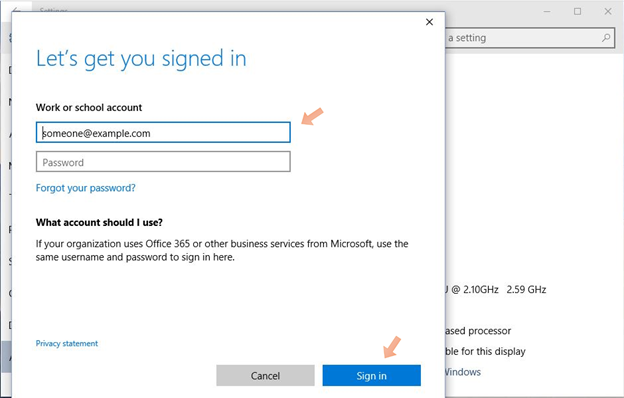 Settings
Let's get you signed in
a setting
Work or school account
someone@example.com
Password
Forgot your password?
What account should I use?
If your organization uses Office 365 or other business services from Microsoft, use the
same username and password to sign in here.
@ 2.10GHz 2.59 GHz
ased processor
Privacy statement
ble for this display
Windows
Cancel
Sign in